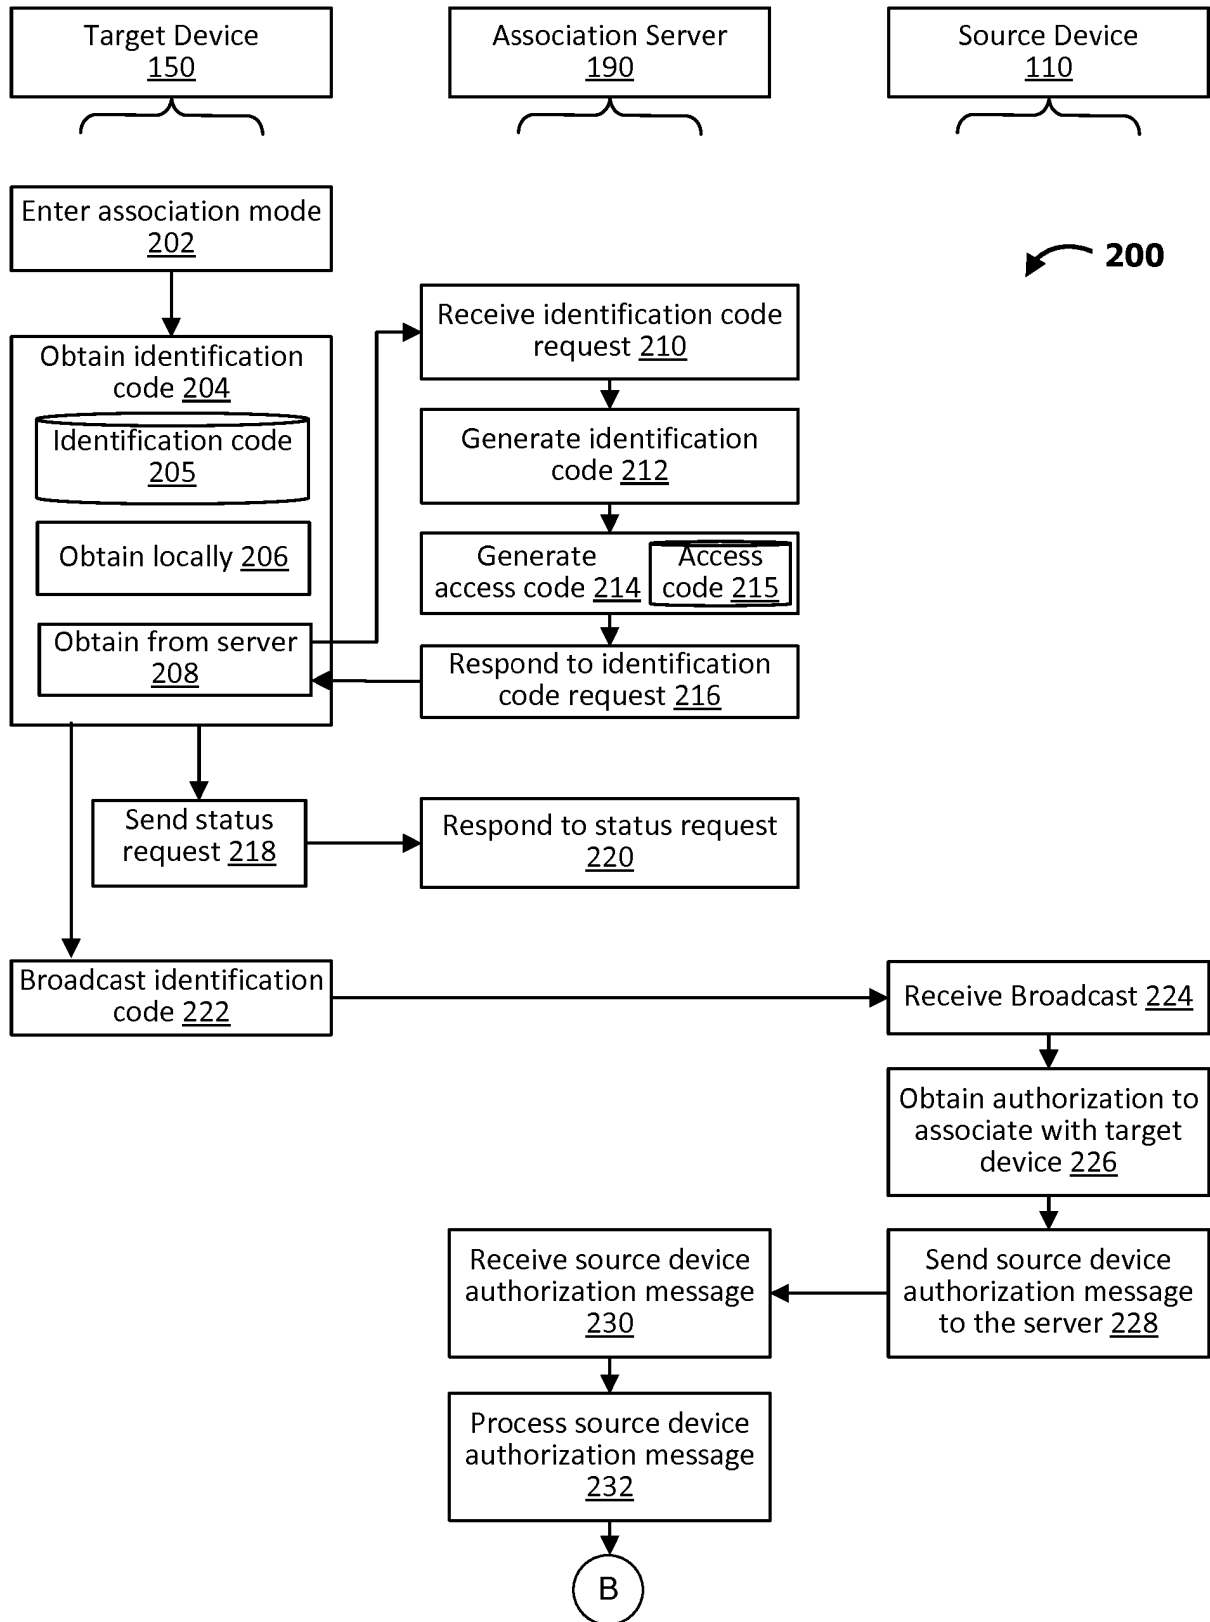 Target Device
150
Association Server
190
Source Device
110
Enter association mode
202
200
Obtain identification
code 204
Identification code
205
Obtain locally 206
Obtain from server
208
Receive identification code
request 210
Generate identification
code 212
Generate
access code 214
Access
code 215
Respond to identification
code request 216
Send status
request 218
Respond to status request
220
Broadcast identification
code 222
Receive Broadcast 224
Obtain authorization to
associate with target
device 226
Send source device
authorization message
to the server 228
Receive source device
authorization message
230
Process source device
authorization message
232
B